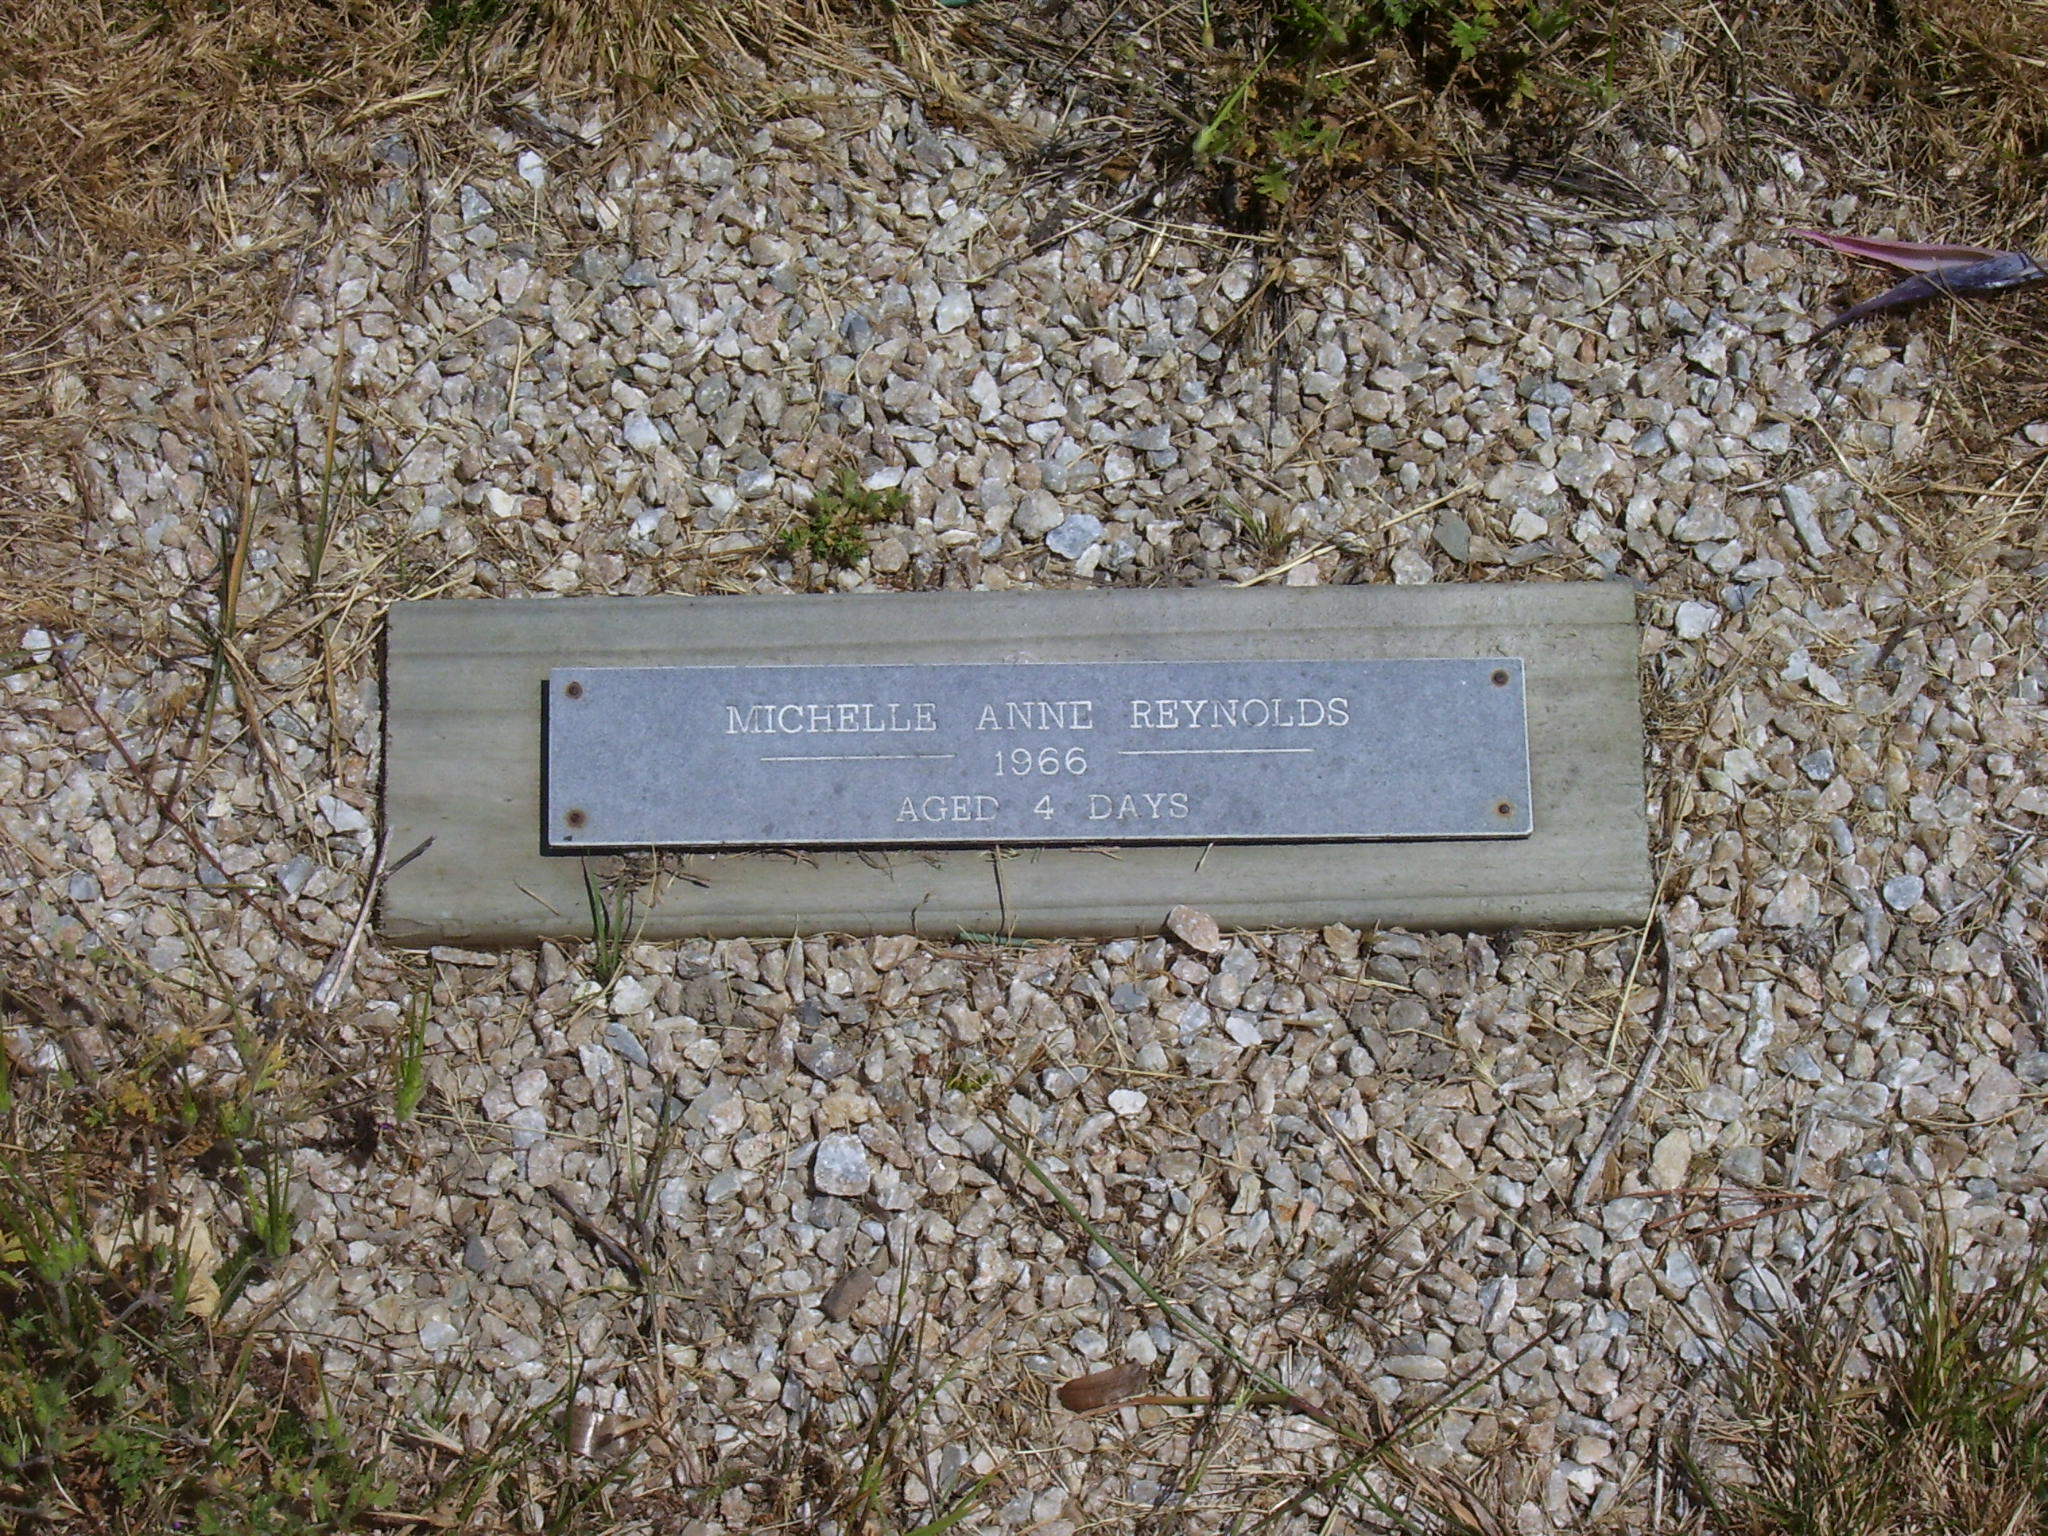 MICHELLE ANNE REYNOLDS
1966
AGED 4 DAYS